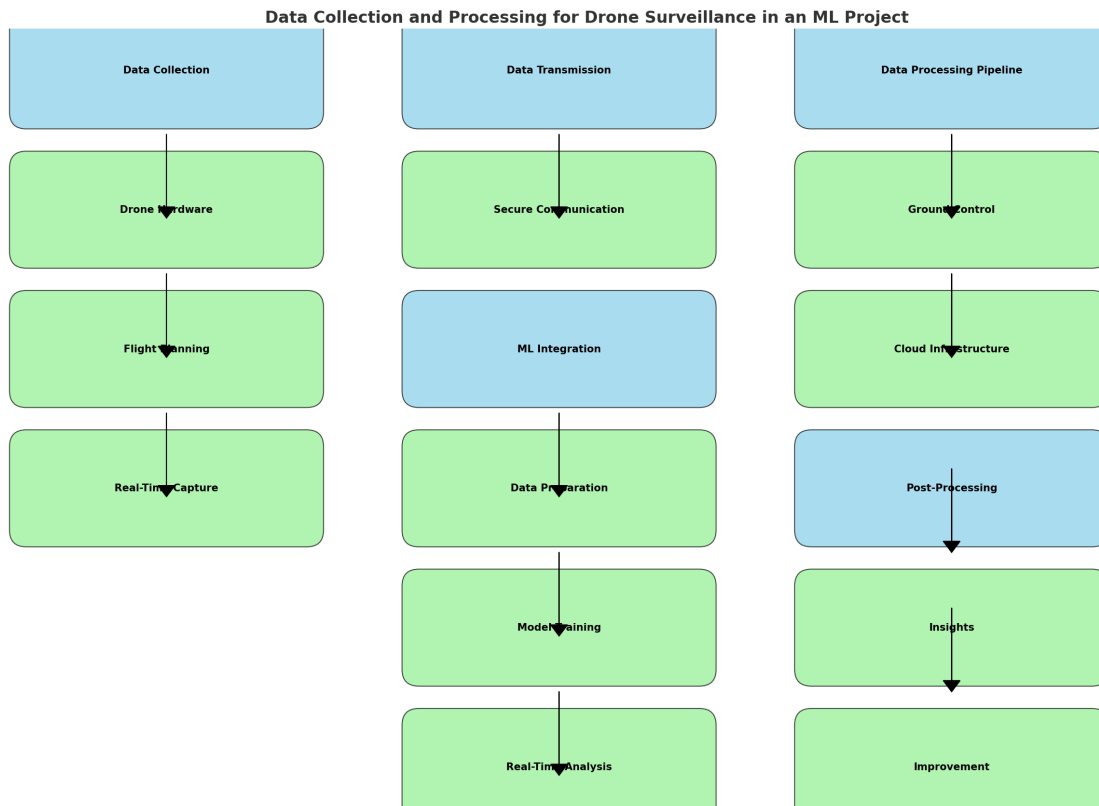 Data Collection and Processing for Drone Surveillance in an ML Project
Data Collection
Data Transmission
Data Processing Pipeline
Drone Hardware
Secure Communication
Ground Control
Flight Planning
ML Integration
Cloud Infrastructure
Real-Time Capture
Data Preparation
Post-Processing
Model Training
Insights
Real-Time Analysis
Improvement